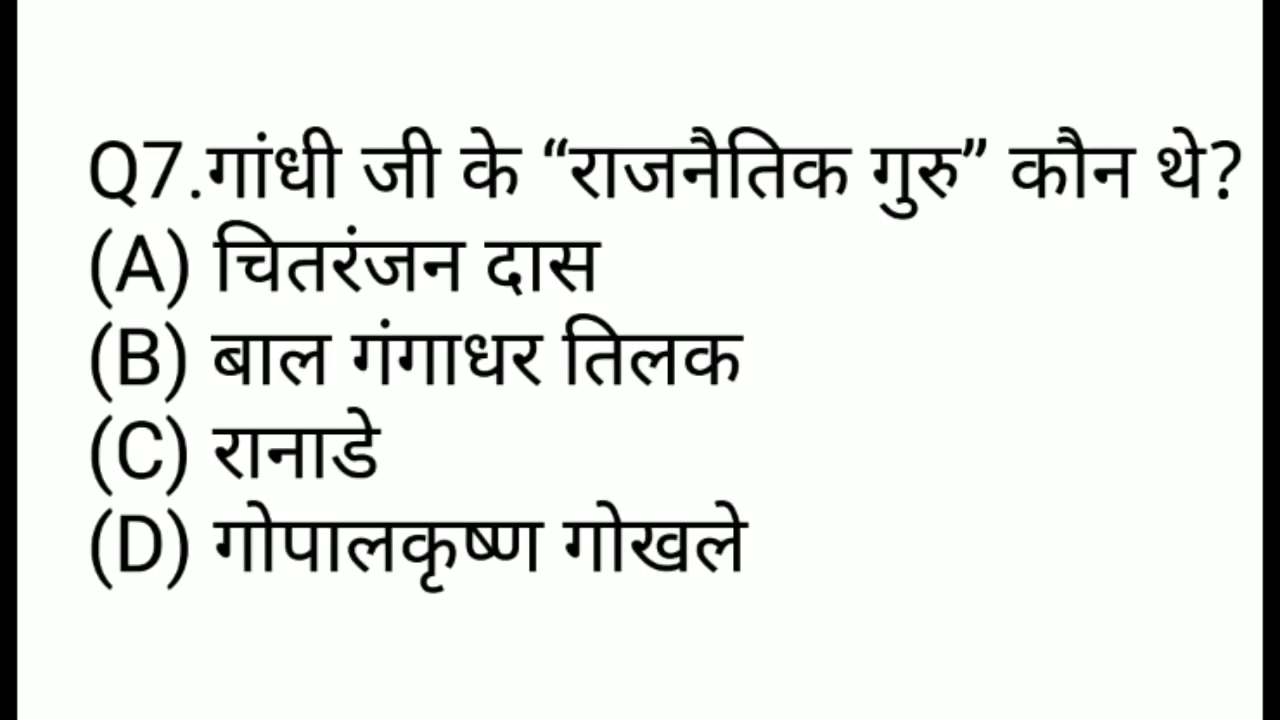 Q7.गांधी जी के “राजनैतिक गुरु” कौन थे?
(A) चितरंजन दास
(B) बाल गंगाधर तिलक
(C) रानाडे
(D) गोपालकृष्ण गोखले